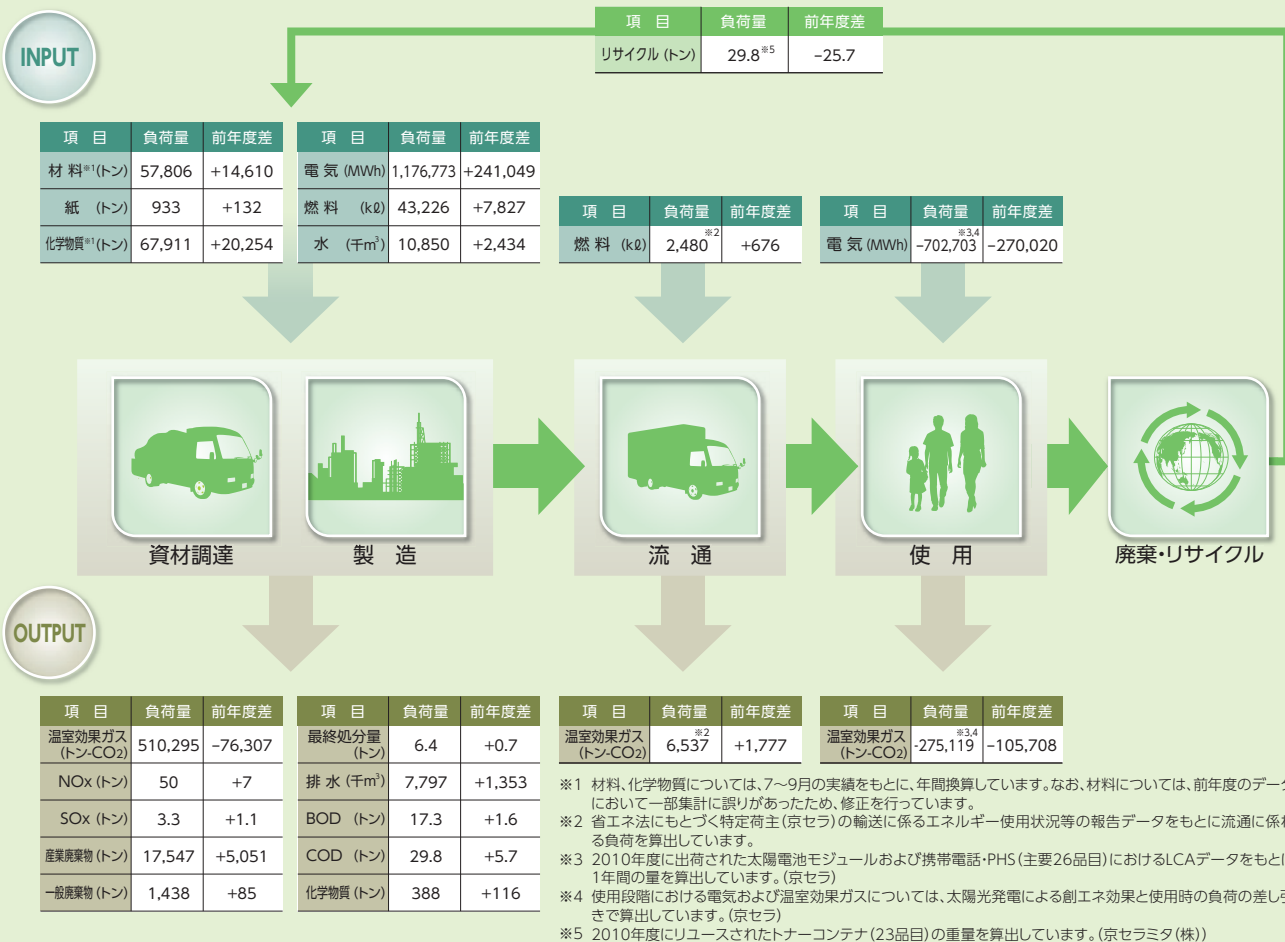 項 目 負荷量 前年度差
リサイクル (トン) 29.8※5 −25.7
INPUT
項 目 負荷量 前年度差
材 料※1(トン) 57,806 +14,610
紙 (トン) 933 +132
化学物質※1(トン) 67,911 +20,254
項 目 負荷量 前年度差
電 気 (MWh) 1,176,773 +241,049
燃 料 (kℓ) 43,226 +7,827
水 (千m³) 10,850 +2,434
項 目 負荷量 前年度差
燃 料 (kℓ) 2,480※2 +676
項 目 負荷量 前年度差
電 気 (MWh) −702,703※3,4 −270,020
資材調達
製 造
流 通
使 用
廃棄・リサイクル
OUTPUT
項 目 負荷量 前年度差
温室効果ガス
(トン-CO2) 510,295 −76,307
NOx (トン) 50 +7
SOx (トン) 3.3 +1.1
産業廃棄物 (トン) 17,547 +5,051
一般廃棄物 (トン) 1,438 +85
項 目 負荷量 前年度差
最終処分量
(トン) 6.4 +0.7
排 水 (千m³) 7,797 +1,353
BOD (トン) 17.3 +1.6
COD (トン) 29.8 +5.7
化学物質 (トン) 388 +116
項 目 負荷量 前年度差
温室効果ガス
(トン-CO2) 6,537※2 +1,777
項 目 負荷量 前年度差
温室効果ガス
(トン-CO2) -275,119※3,4 −105,708
※1 材料、化学物質については、7〜9月の実績をもとに、年間換算しています。なお、材料については、前年度のデータ
において一部集計に誤りがあったため、修正を行っています。
※2 省エネ法にもとづく特定荷主(京セラ)の輸送に係るエネルギー使用状況等の報告データをもとに流通に係わ
る負荷を算出しています。
※3 2010年度に出荷された太陽電池モジュールおよび携帯電話・PHS(主要26品目)におけるLCAデータをもとに
1年間の量を算出しています。(京セラ)
※4 使用段階における電気および温室効果ガスについては、太陽光発電による創エネ効果と使用時の負荷の差し引
きで算出しています。(京セラ)
※5 2010年度にリユースされたトナーコンテナ(23品目)の重量を算出しています。(京セラミタ(株))